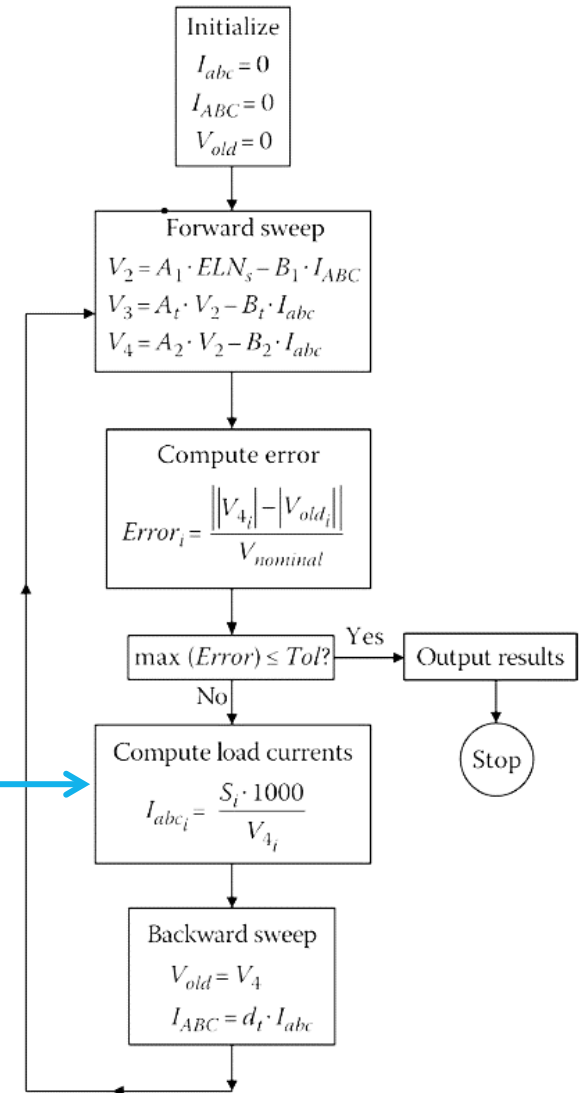 Initialize
I_abc = 0
I_ABC = 0
V_old = 0
Forward sweep
V_2 = A_1 · ELN_s – B_1 · I_ABC
V_3 = A_t · V_2 – B_t · I_abc
V_4 = A_2 · V_2 – B_2 · I_abc
Compute error
Error_i = ||V_4_i| – |V_old_i|| / V_nominal
max (Error) ≤ Tol?
Yes
Output results
Stop
No
Compute load currents
I_abc_i = S_i · 1000 / V_4_i
Backward sweep
V_old = V_4
I_ABC = d_t · I_abc